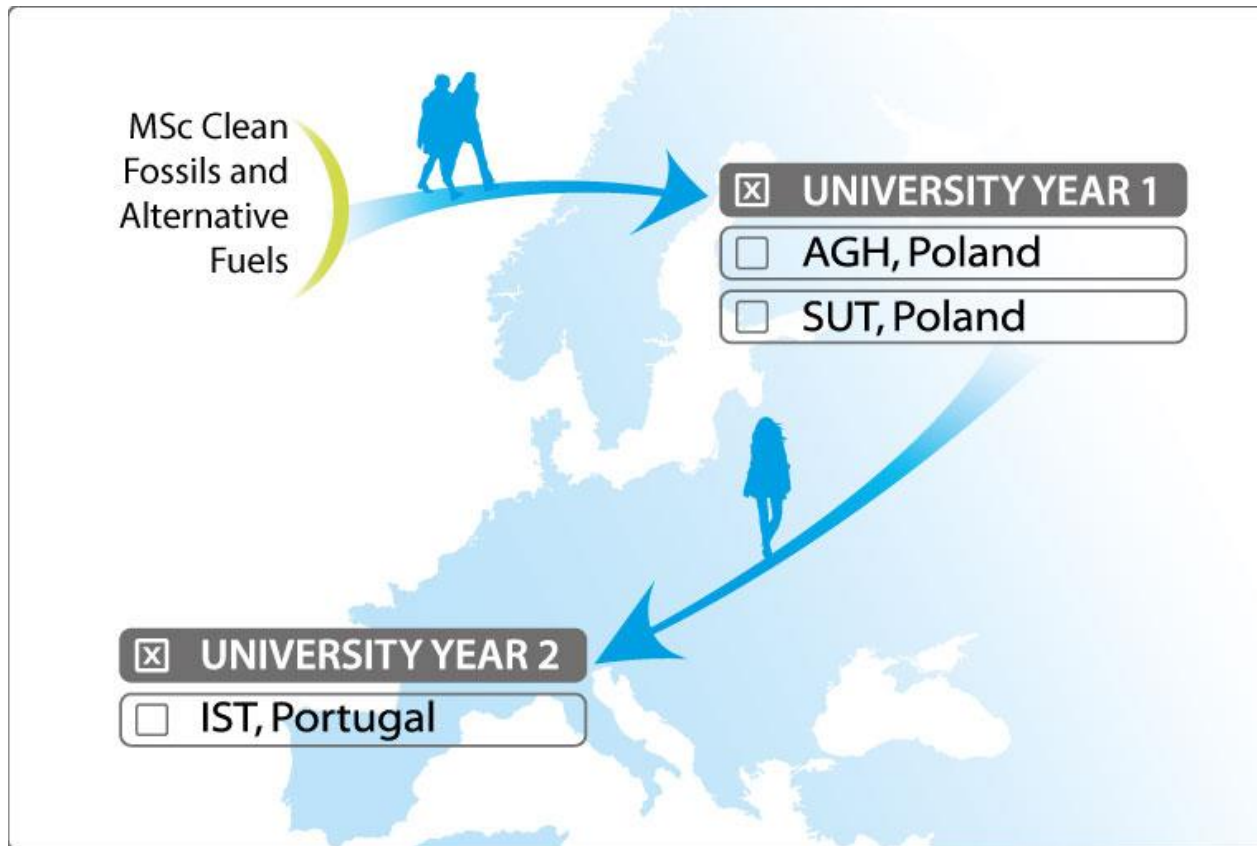 MSc Clean
Fossils and
Alternative
Fuels
UNIVERSITY YEAR 1
AGH, Poland
SUT, Poland
UNIVERSITY YEAR 2
IST, Portugal